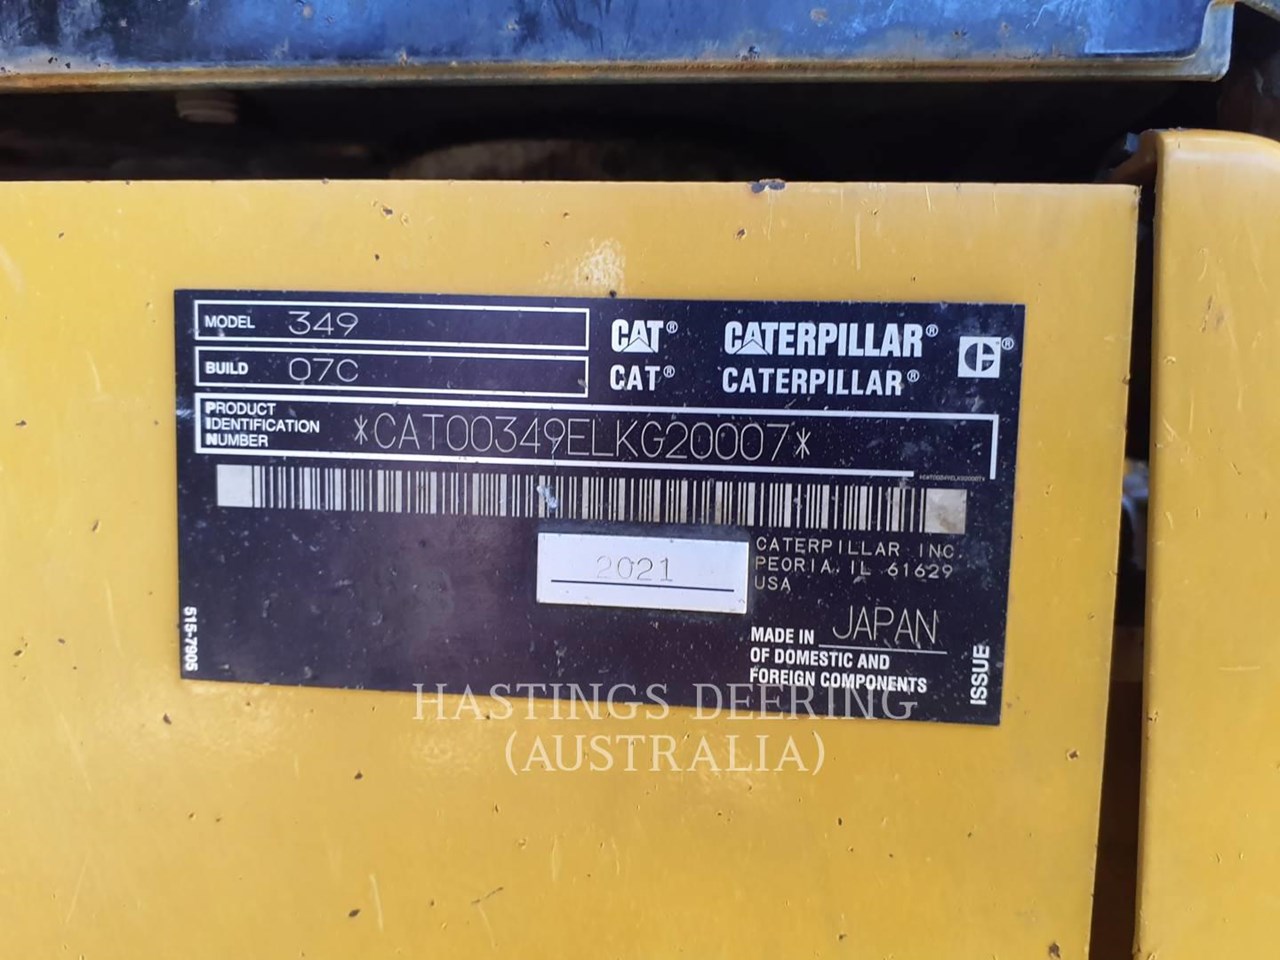 MODEL 349
BUILD 07C
CAT® CATERPILLAR®
CAT® CATERPILLAR®
CE®
PRODUCT
IDENTIFICATION
NUMBER
*CAT00349ELKG20007*
2021
CATERPILLAR INC.
PEORIA, IL 61629
USA
MADE IN JAPAN
OF DOMESTIC AND
FOREIGN COMPONENTS
515-7905
ISSUE
HASTINGS DEERING
(AUSTRALIA)